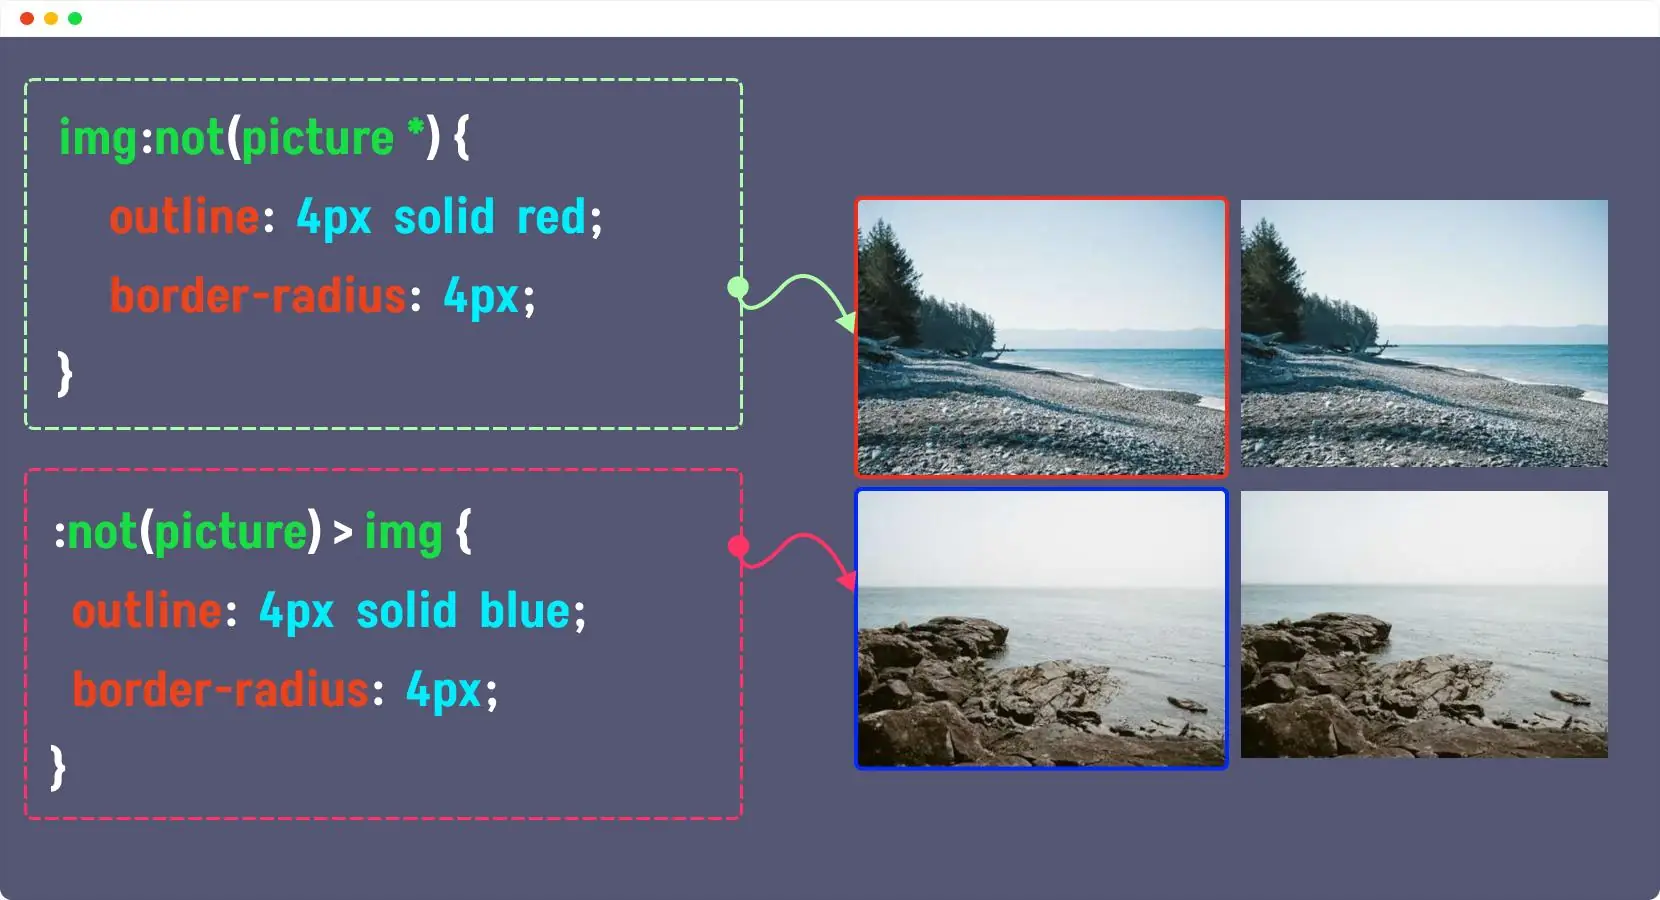 img:not(picture *) {
outline: 4px solid red;
border-radius: 4px;
}
:not(picture) > img {
outline: 4px solid blue;
border-radius: 4px;
}